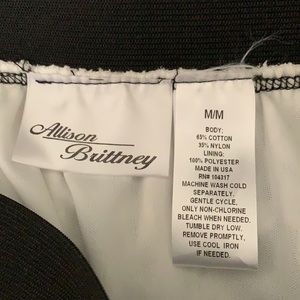 Allison
Brittney
M/M
BODY:
65% COTTON
35% NYLON
LINING:
100% POLYESTER
MADE IN USA
RN# 104317
MACHINE WASH COLD
SEPARATELY.
GENTLE CYCLE.
ONLY NON-CHLORINE
BLEACH WHEN NEEDED.
TUMBLE DRY LOW.
REMOVE PROMPTLY.
USE COOL IRON
IF NEEDED.